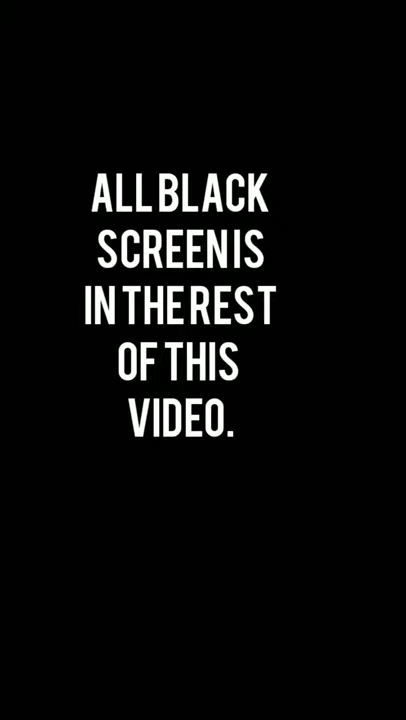 ALL BLACK
SCREEN IS
IN THE REST
OF THIS
VIDEO.